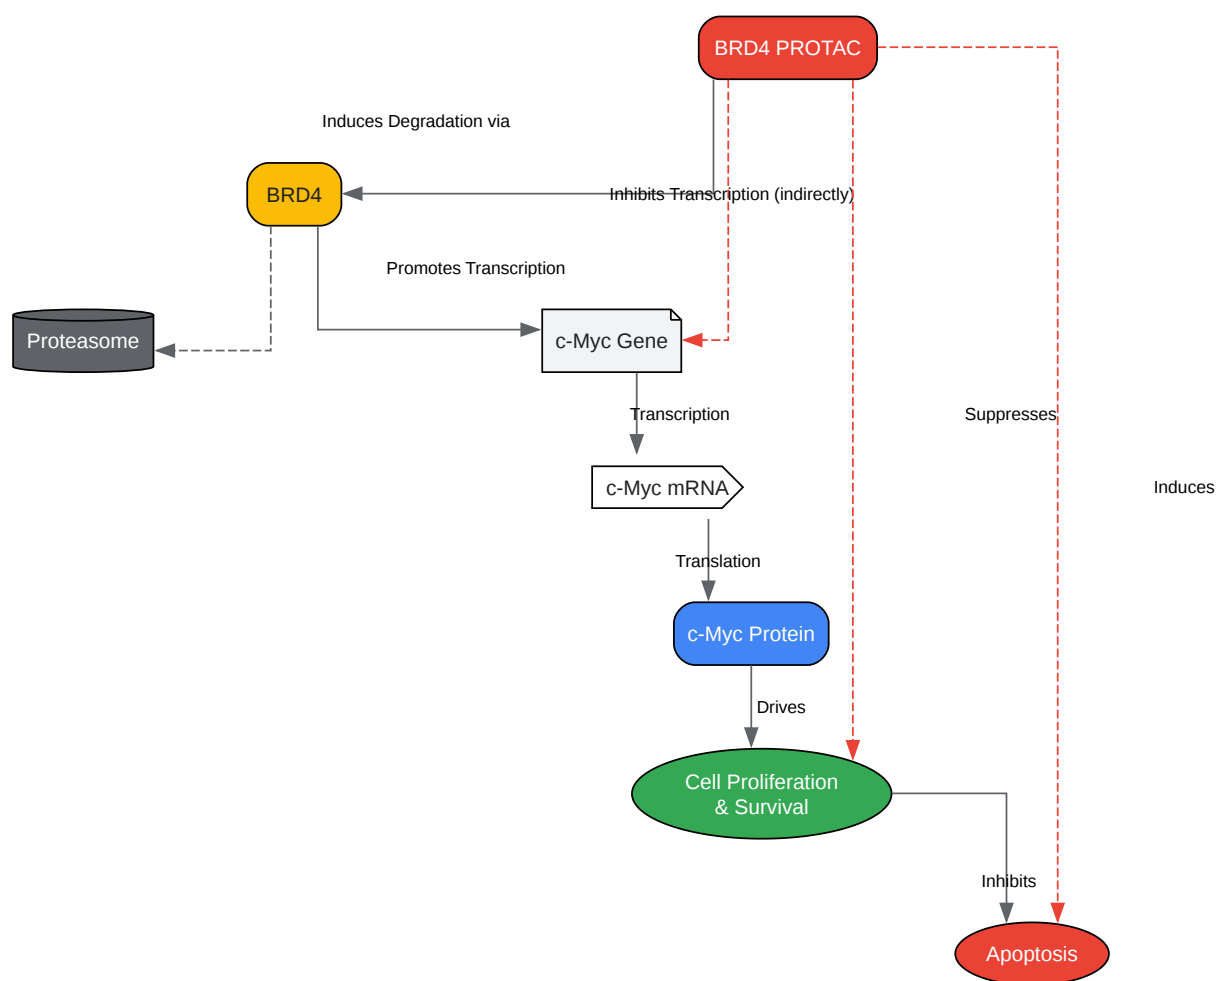 BRD4 PROTAC
Induces Degradation via
BRD4
Inhibits Transcription (indirectly)
Promotes Transcription
Proteasome
c-Myc Gene
Transcription
Suppresses
c-Myc mRNA
Induces
Translation
c-Myc Protein
Drives
Cell Proliferation
& Survival
Inhibits
Apoptosis